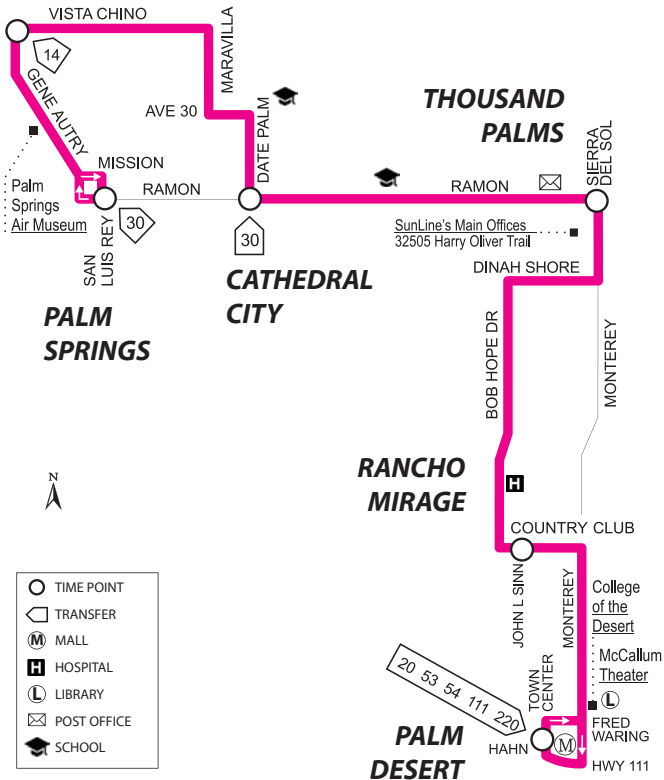 VISTA CHINO
14
MARAVILLA
GENE AUTRY
AVE 30
DATE PALM
THOUSAND
PALMS
MISSION
RAMON
RAMON
SIERRA
DEL SOL
Palm
Springs
Air Museum
30
30
SAN
LUIS REY
SunLine's Main Offices
32505 Harry Oliver Trail
DINAH SHORE
CATHEDRAL
CITY
PALM
SPRINGS
BOB HOPE DR
MONTEREY
RANCHO
MIRAGE
N
H
COUNTRY CLUB
JOHN L SINN
MONTEREY
College
of the
Desert
McCallum
Theater
L
TOWN
CENTER
20 53 54 111 220
FRED
WARING
HAHN
M
HWY 111
PALM
DESERT
TIME POINT
TRANSFER
M MALL
H HOSPITAL
L LIBRARY
POST OFFICE
SCHOOL